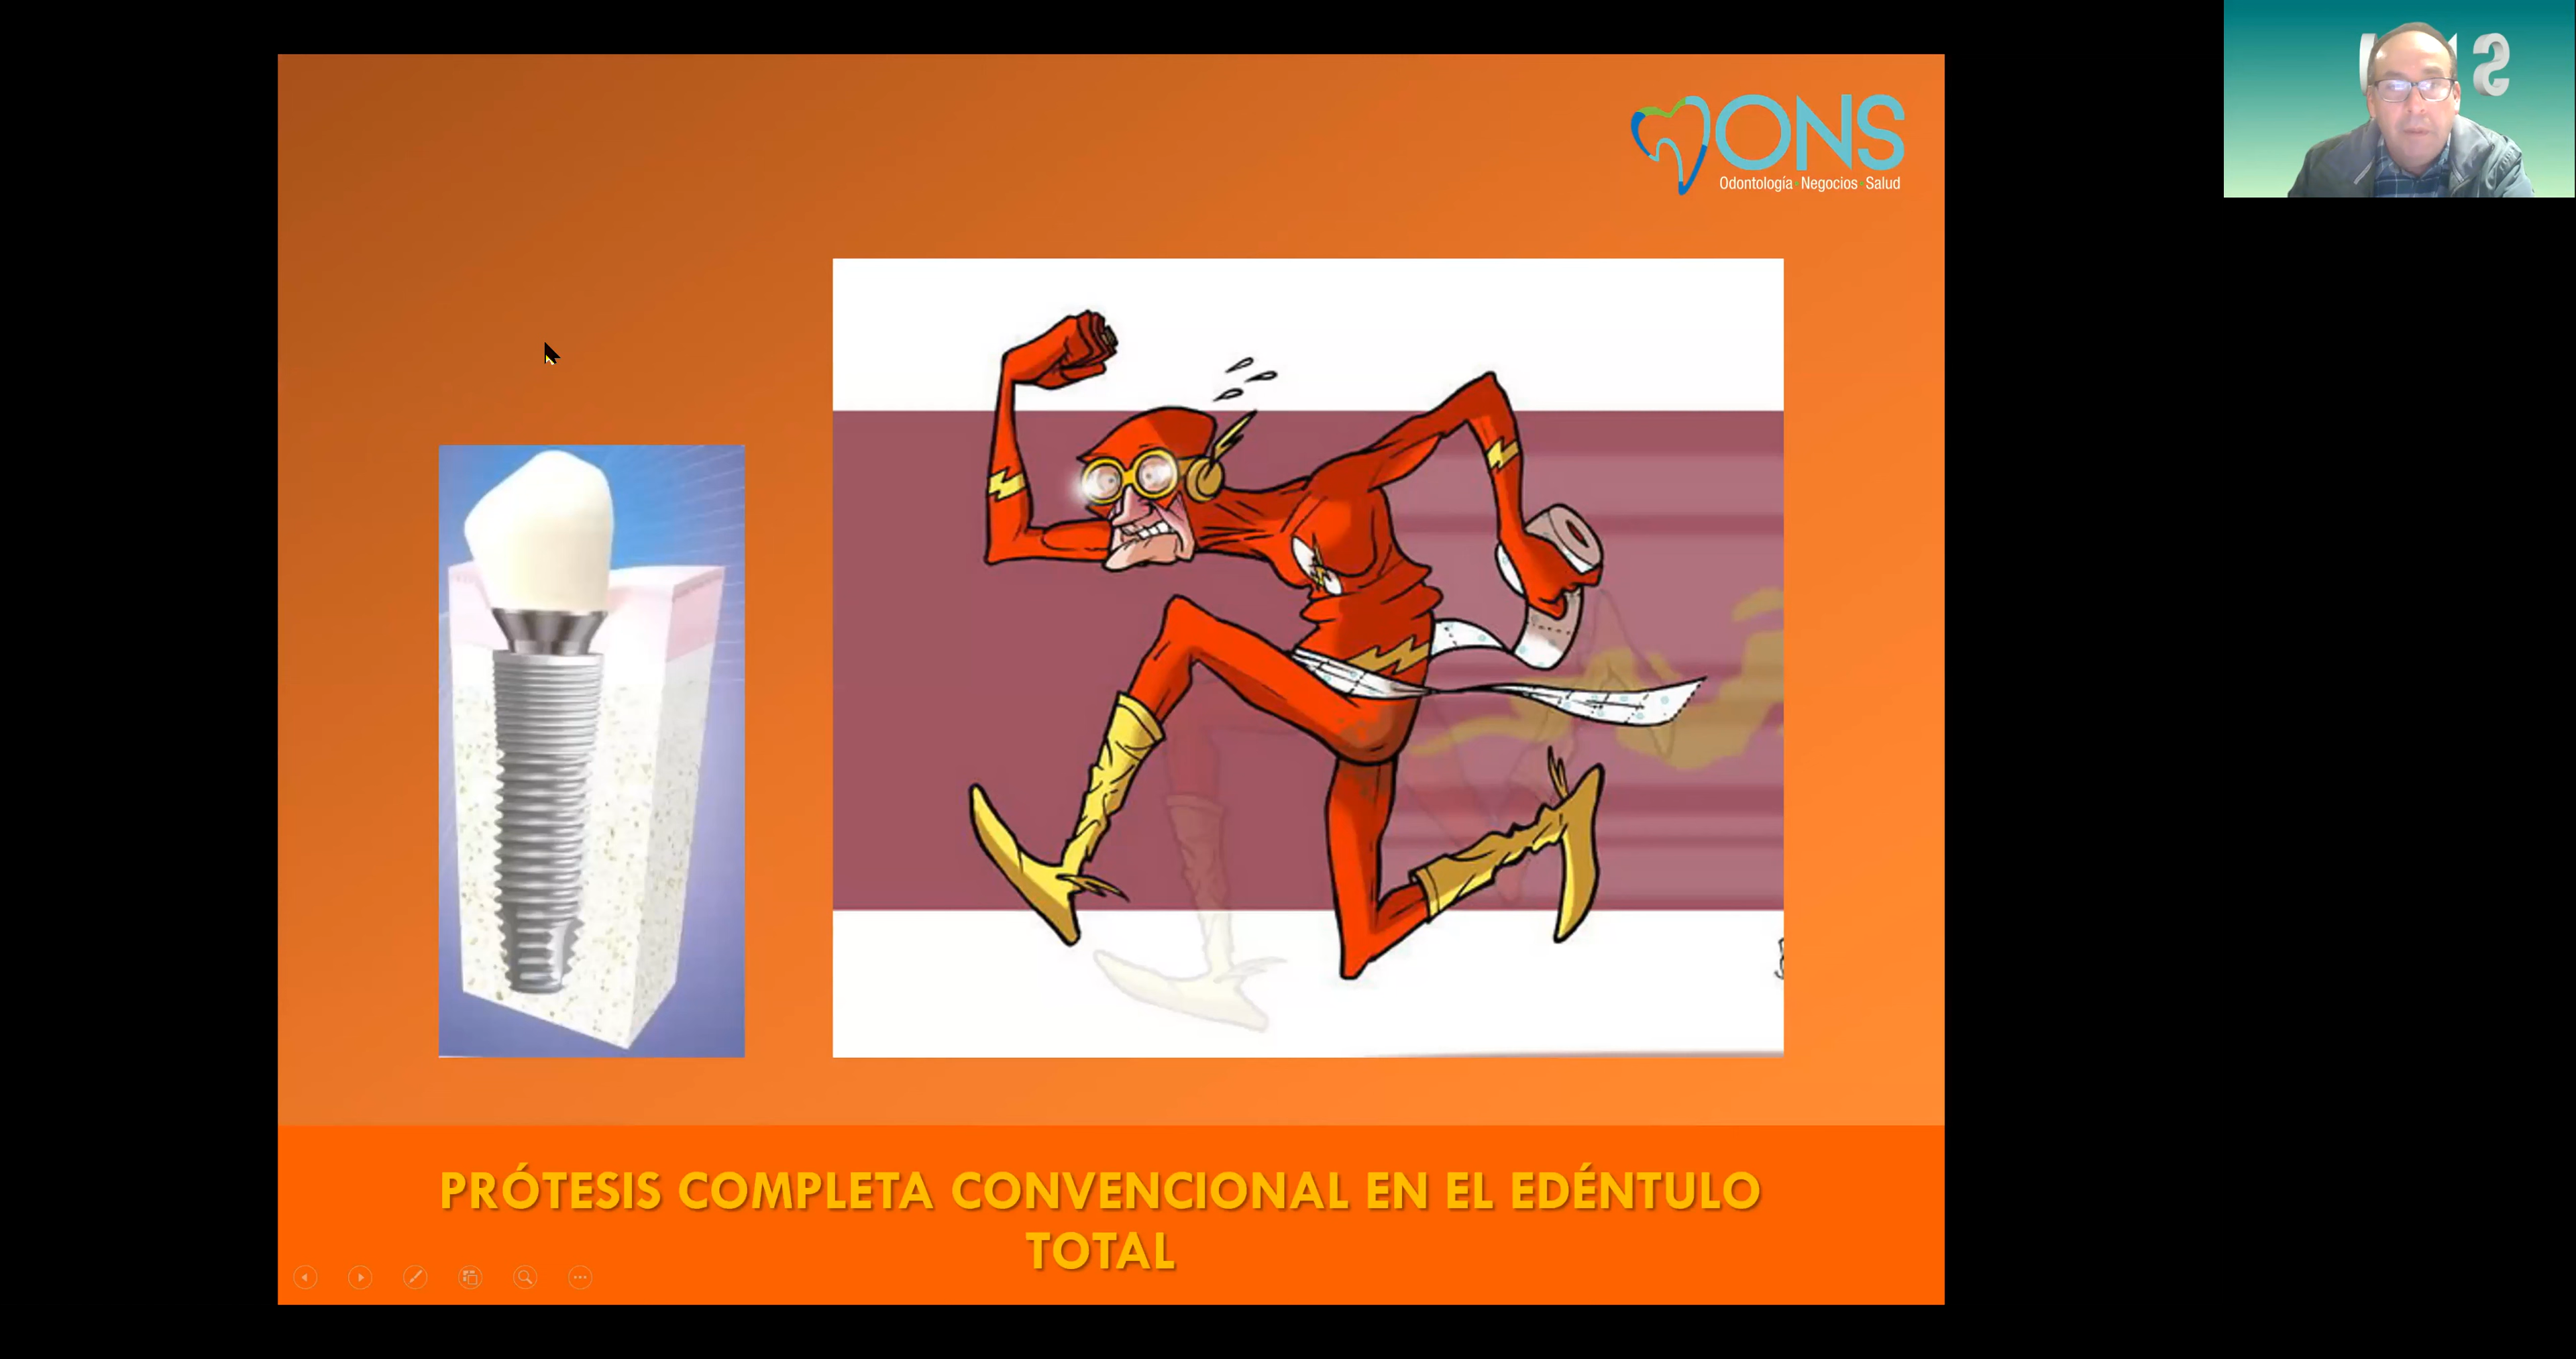 ONS
Odontología Negocios Salud
PRÓTESIS COMPLETA CONVENCIONAL EN EL EDÉNTULO
TOTAL